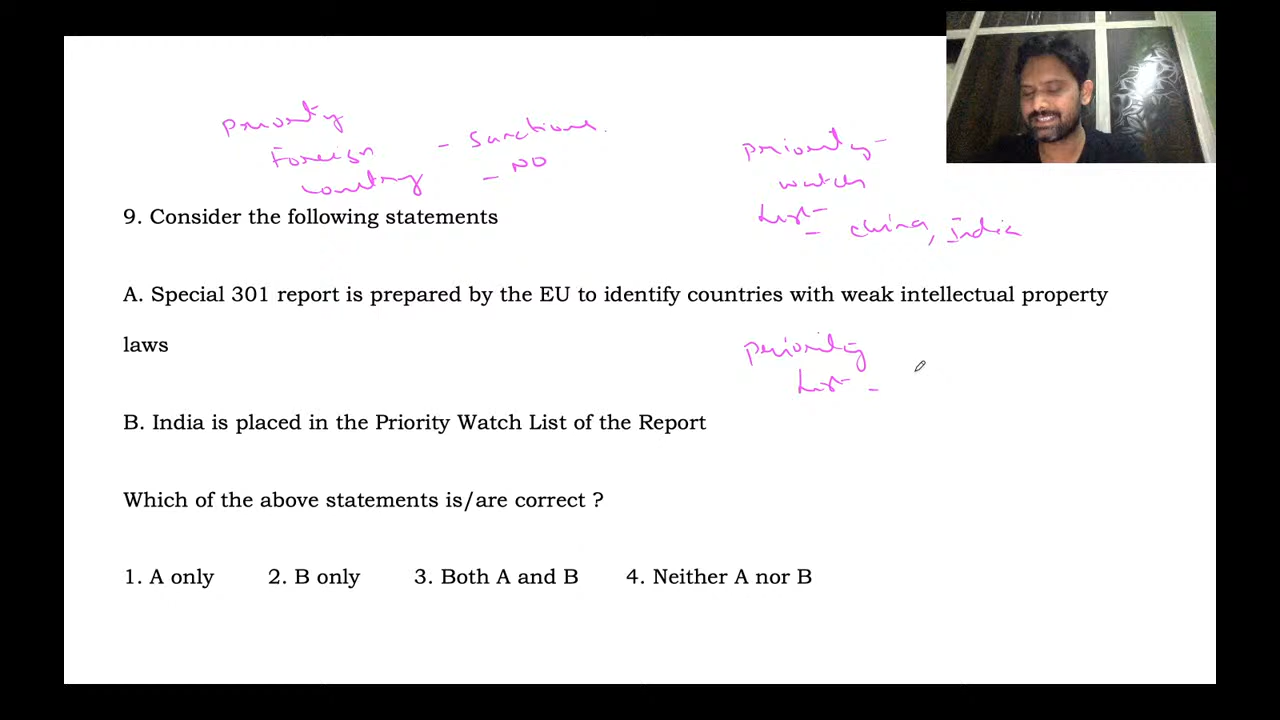 Priority
Foreign - Sanctions.
Country - NO
Priority -
watch
List -
- China, India
9. Consider the following statements
A. Special 301 report is prepared by the EU to identify countries with weak intellectual property
laws
Priority
List -
B. India is placed in the Priority Watch List of the Report
Which of the above statements is/are correct ?
1. A only 2. B only 3. Both A and B 4. Neither A nor B